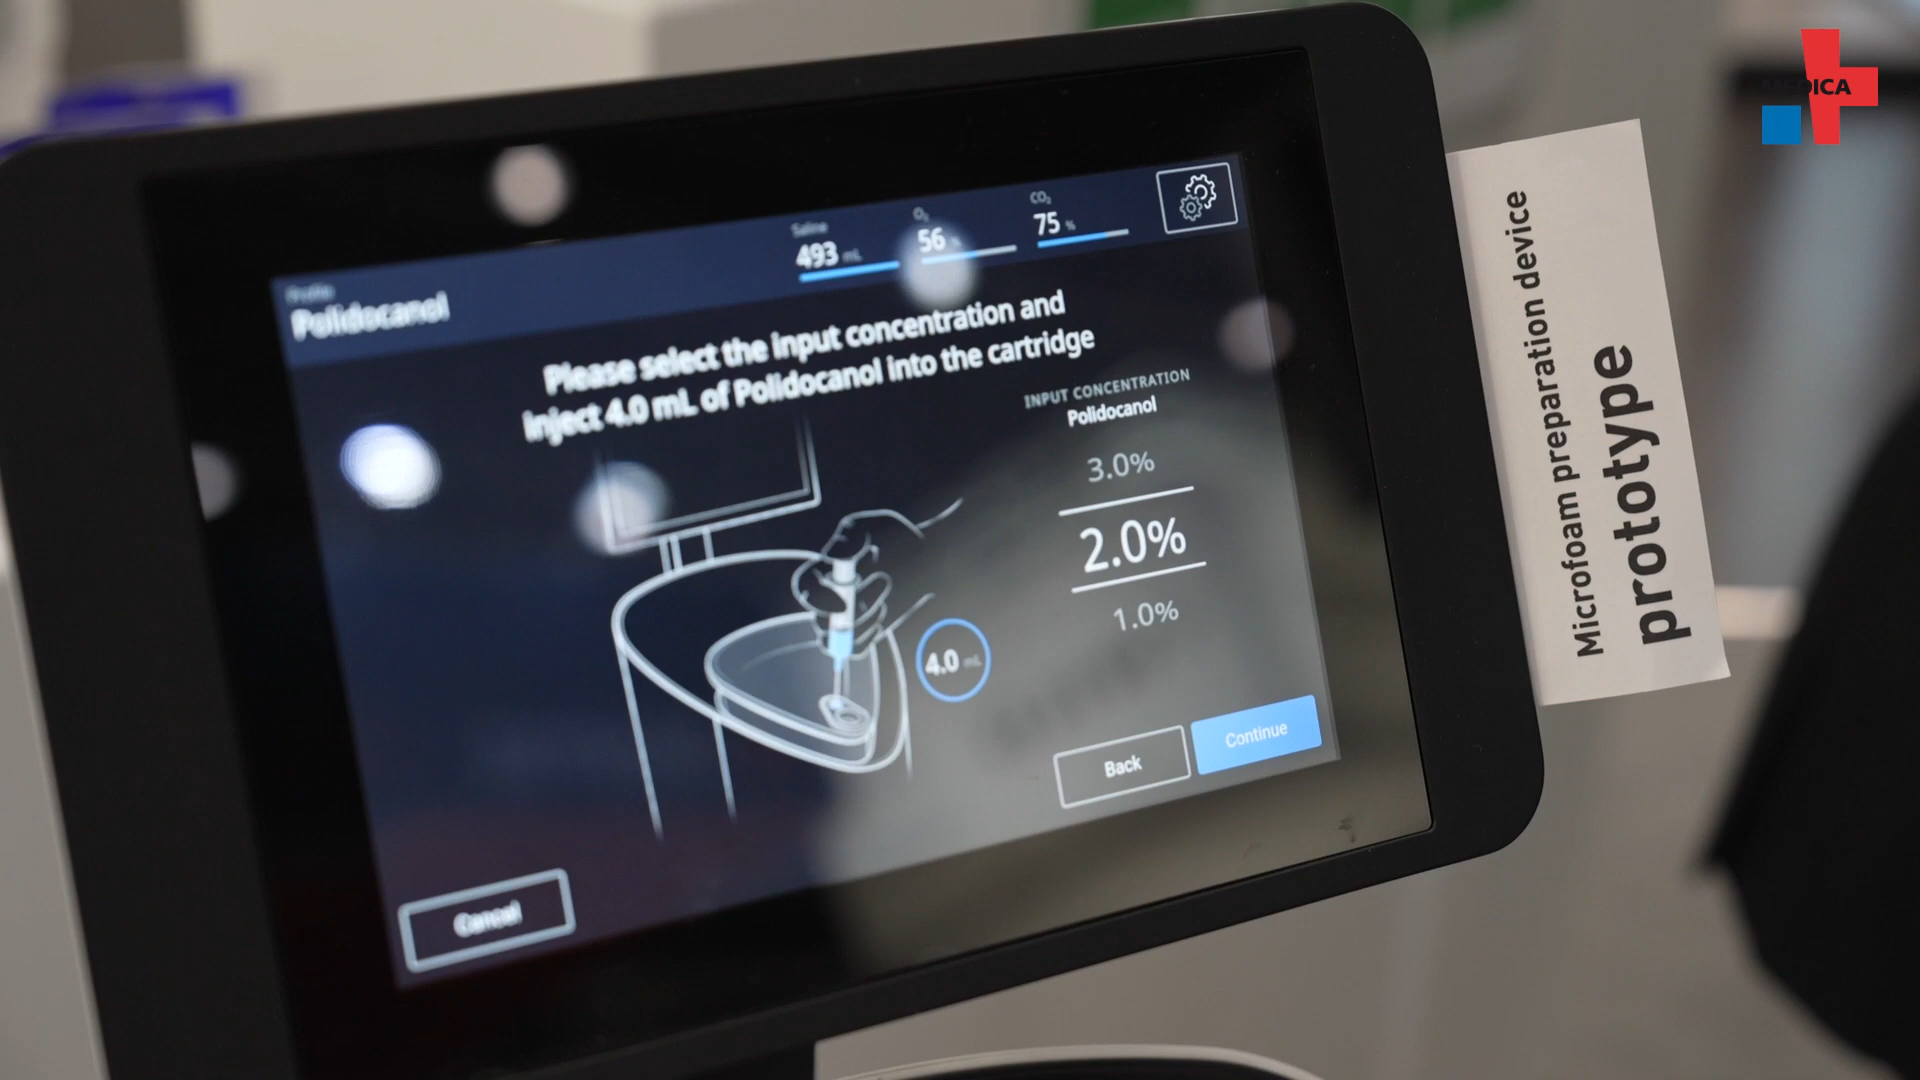 MEDICA
Profile
Polidocanol
Saline
493 mL
O₂
56 %
CO₂
75 %
Please select the input concentration and
inject 4.0 mL of Polidocanol into the cartridge
INPUT CONCENTRATION
Polidocanol
3.0%
2.0%
1.0%
4.0 mL
Back
Continue
Cancel
Microfoam preparation device
prototype